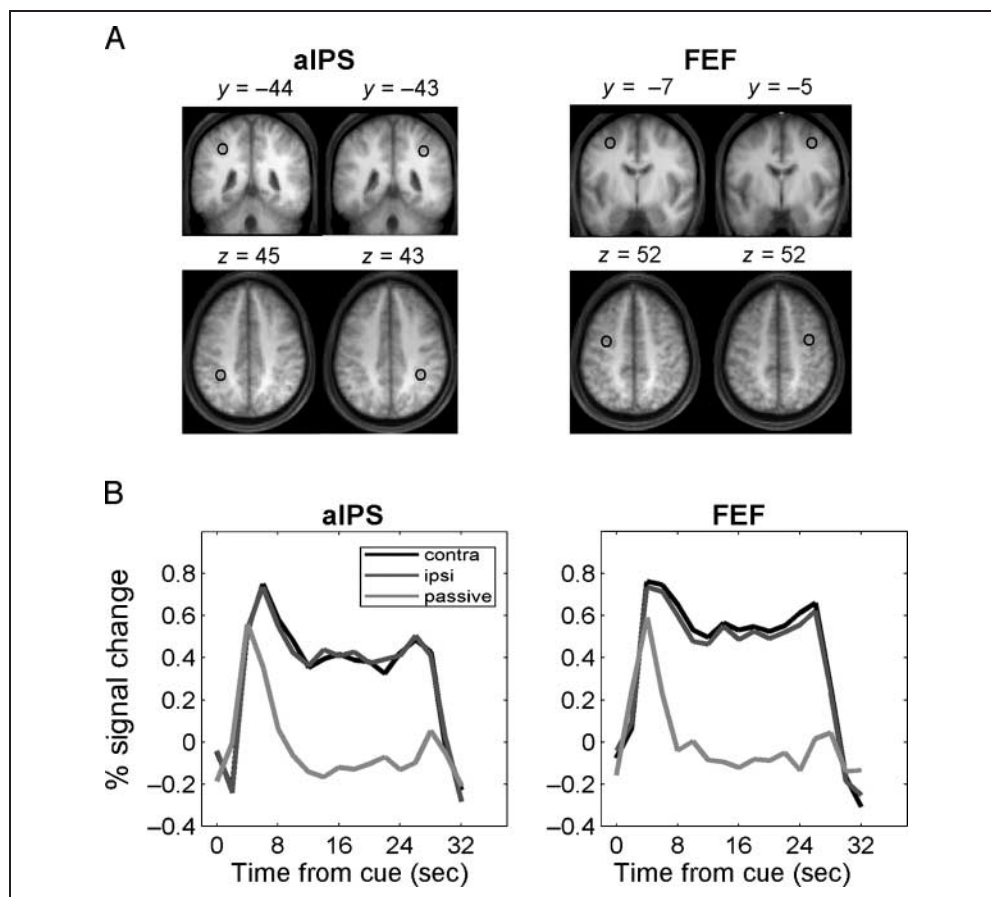 A
aIPS
FEF
y = –44 y = –43
y = –7 y = –5
z = 45 z = 43
z = 52 z = 52
B
aIPS
FEF
contra
ipsi
passive
% signal change
0.8
0.6
0.4
0.2
0
–0.2
–0.4
0 8 16 24 32
Time from cue (sec)
0.8
0.6
0.4
0.2
0
–0.2
–0.4
0 8 16 24 32
Time from cue (sec)